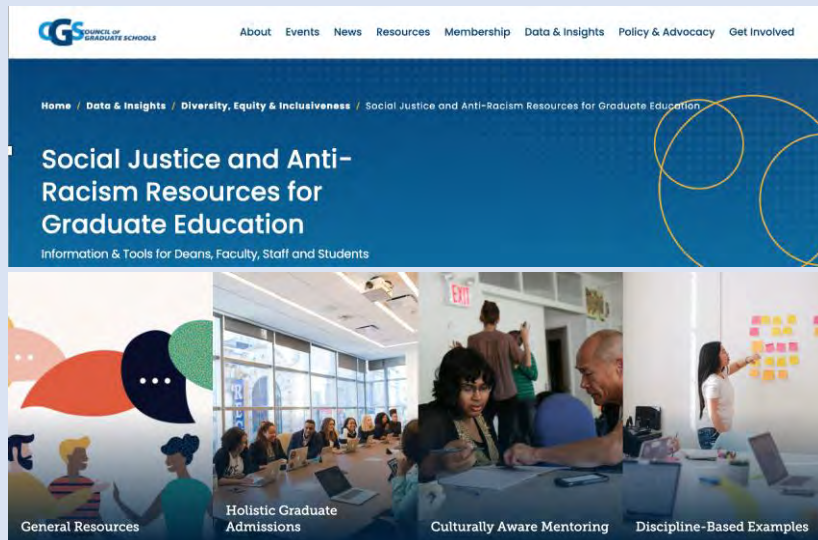 CGS COUNCIL OF
GRADUATE SCHOOLS
About Events News Resources Membership Data & Insights Policy & Advocacy Get Involved
Home / Data & Insights / Diversity, Equity & Inclusiveness / Social Justice and Anti-Racism Resources for Graduate Education
Social Justice and Anti-
Racism Resources for
Graduate Education
Information & Tools for Deans, Faculty, Staff and Students
EXIT
General Resources
Holistic Graduate
Admissions
Culturally Aware Mentoring
Discipline-Based Examples